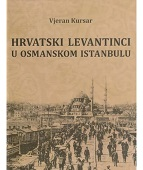 Vjeran Kursar
HRVATSKI LEVANTINCI
U OSMANSKOM ISTANBULU